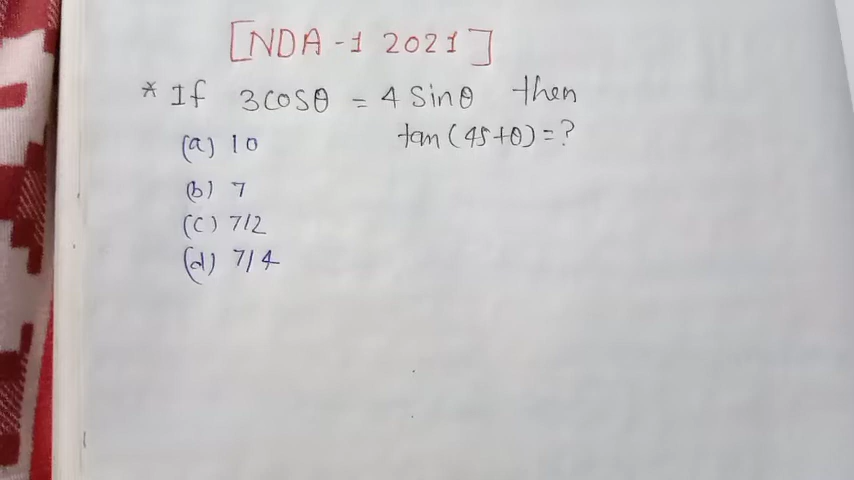 [NDA-1 2021]
* If 3cosθ = 4 sinθ then
tan(45+θ)=?
(a) 10
(b) 7
(c) 7/2
(d) 7/4